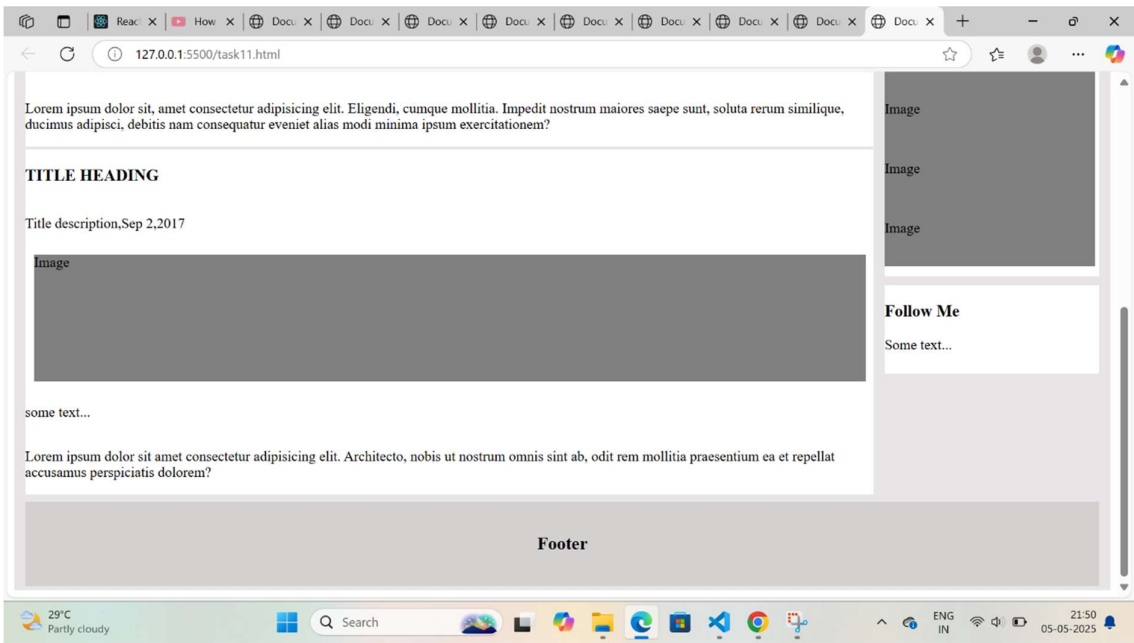 React
How
Docu
Docu
Docu
Docu
Docu
Docu
Docu
Docu
Docu
127.0.0.1:5500/task11.html
Lorem ipsum dolor sit, amet consectetur adipisicing elit. Eligendi, cumque mollitia. Impedit nostrum maiores saepe sunt, soluta rerum similique,
ducimus adipisci, debitis nam consequatur eveniet alias modi minima ipsum exercitationem?
TITLE HEADING
Title description,Sep 2,2017
Image
some text...
Lorem ipsum dolor sit amet consectetur adipisicing elit. Architecto, nobis ut nostrum omnis sint ab, odit rem mollitia praesentium ea et repellat
accusamus perspiciatis dolorem?
Image
Image
Image
Follow Me
Some text...
Footer
29°C
Partly cloudy
Search
ENG
IN
21:50
05-05-2025